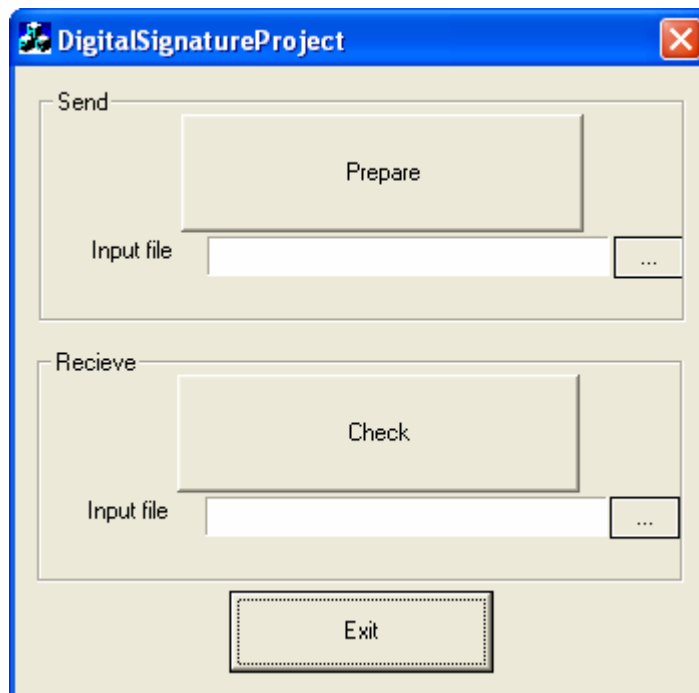 DigitalSignatureProject
Send
Prepare
Input file
...
Recieve
Check
Input file
...
Exit